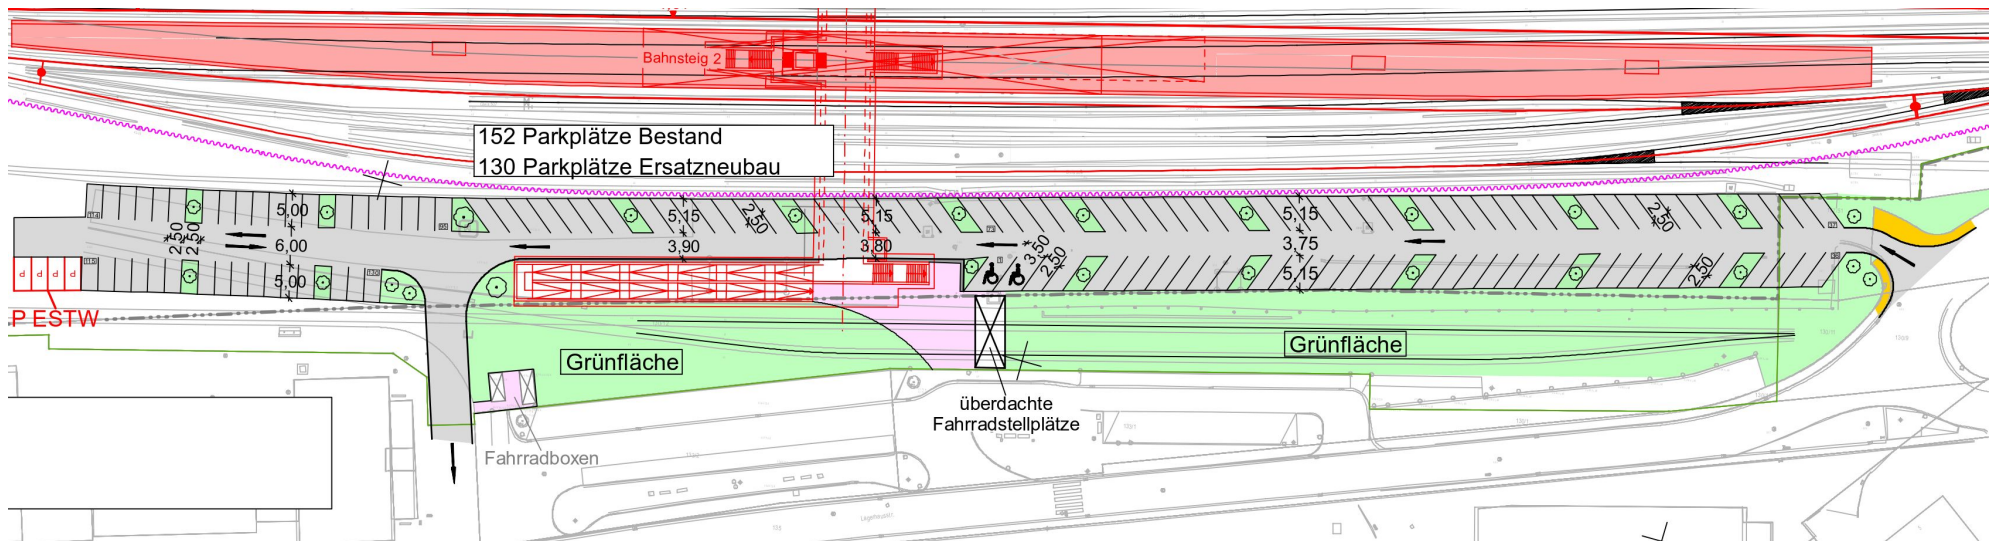 Bahnsteig 2
152 Parkplätze Bestand
130 Parkplätze Ersatzneubau
5,00
5,15
2,50
5,15
5,15
2,50
2,50
2,50
6,00
3,90
3,80
3,50
2,50
3,75
5,00
5,15
2,50
P P P P
P ESTW
Grünfläche
Grünfläche
überdachte
Fahrradstellplätze
Fahrradboxen